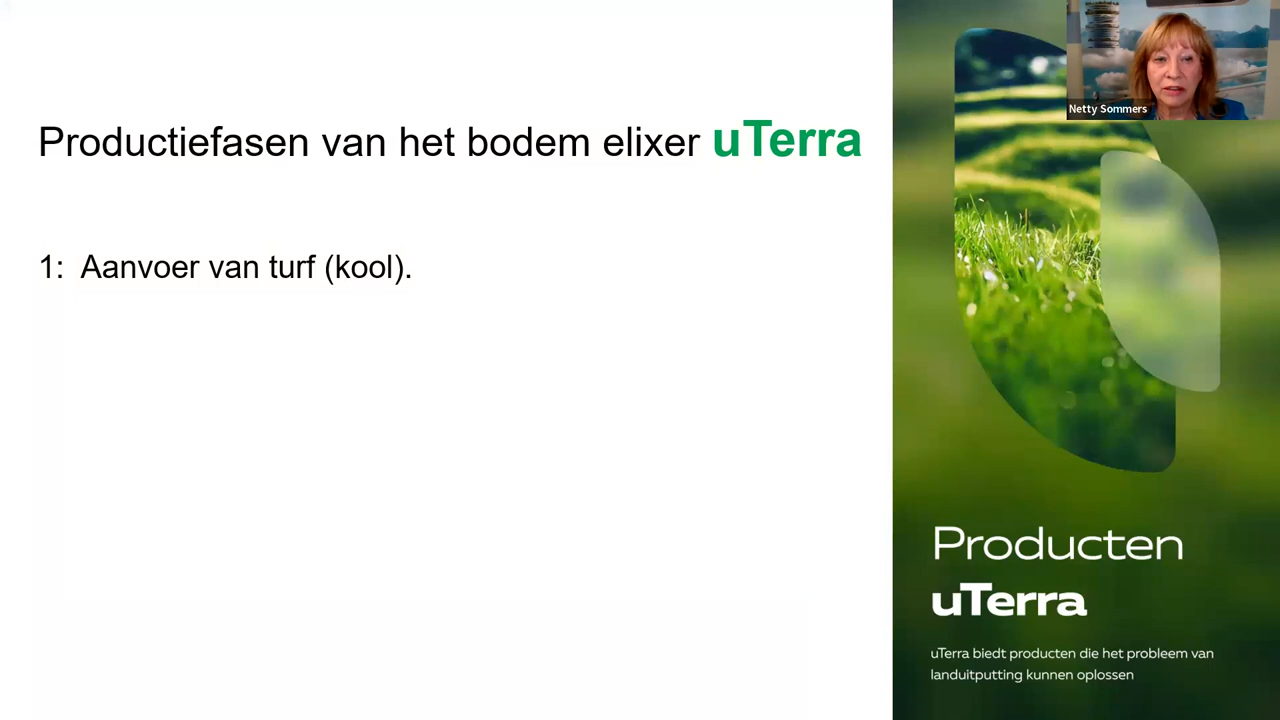 Netty Sommers
Productiefasen van het bodem elixer uTerra
1: Aanvoer van turf (kool).
Producten
uTerra
uTerra biedt producten die het probleem van
landuitputting kunnen oplossen